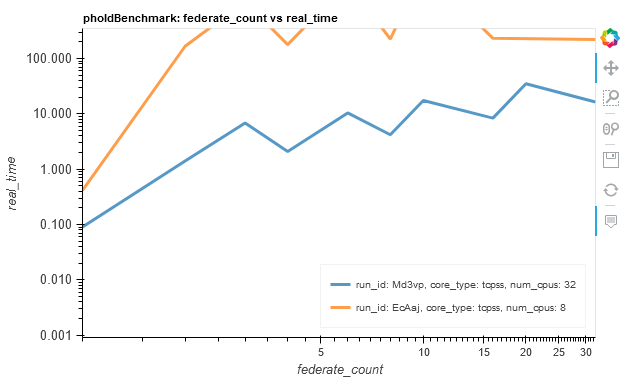 pholdBenchmark: federate_count vs real_time
100.000
10.000
1.000
0.100
0.010
0.001
real_time
run_id: Md3vp, core_type: tcpss, num_cpus: 32
run_id: EcAaj, core_type: tcpss, num_cpus: 8
5
10
15
20
25
30
federate_count